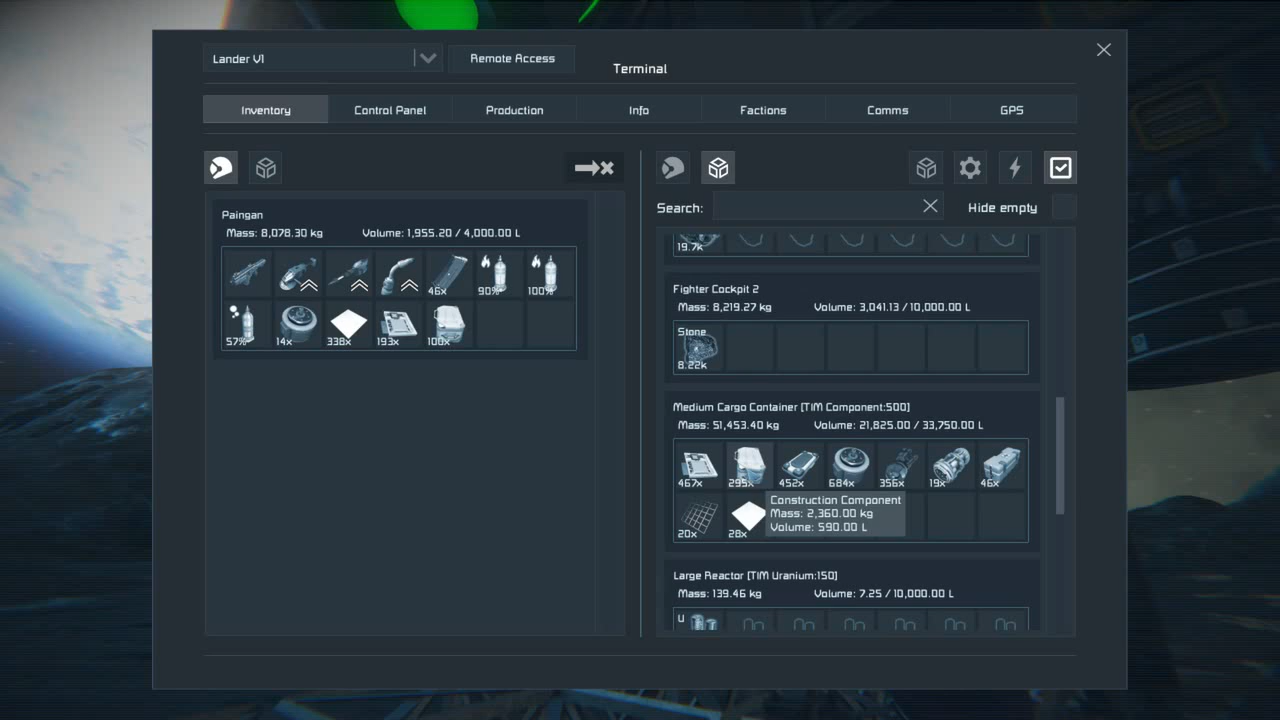 Lander V1
Remote Access
Terminal
Inventory
Control Panel
Production
Info
Factions
Comms
GPS
Search:
Hide empty
Paingan
Mass: 8,078.30 kg Volume: 1,955.20 / 4,000.00 L
46x 90% 100%
57% 14x 338x 193x 100x
19.7k
Fighter Cockpit 2
Mass: 8,219.27 kg Volume: 3,041.13 / 10,000.00 L
Stone
8.22k
Medium Cargo Container [TIM Component:500]
Mass: 51,453.40 kg Volume: 21,825.00 / 33,750.00 L
467x 295x 452x 684x 356x 19x 46x
20x 28x
Construction Component
Mass: 2,360.00 kg
Volume: 590.00 L
Large Reactor [TIM Uranium:150]
Mass: 139.46 kg Volume: 7.25 / 10,000.00 L
U